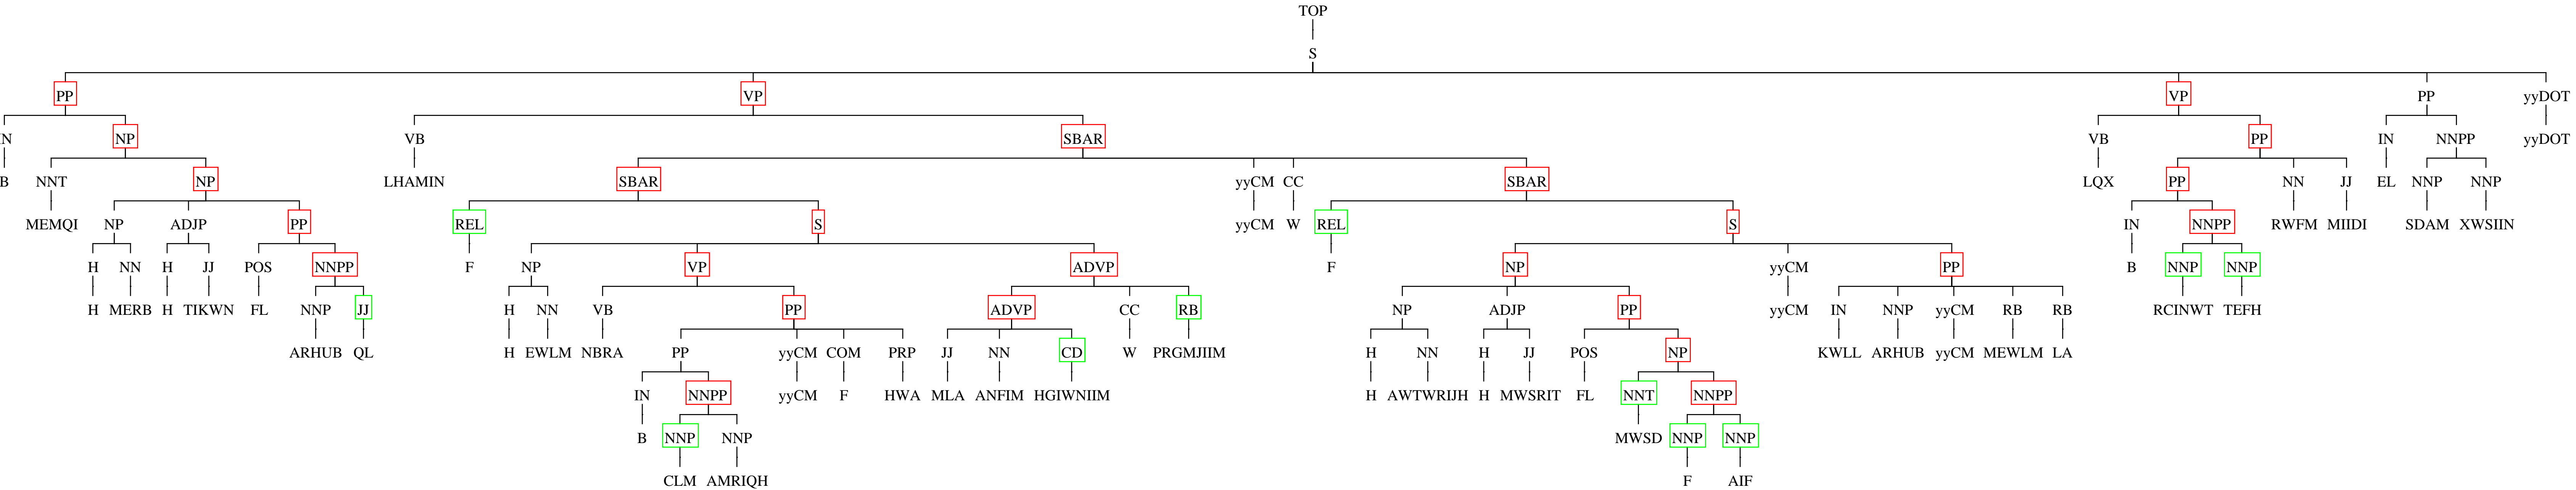 TOP
S
PP VP VP PP yyDOT
IN NP VB SBAR VB PP IN NNPP yyDOT
B NNT NP LHAMIN SBAR yyCM CC SBAR LQX PP NN JJ EL NNP NNP
MEMQI NP ADJP PP REL S yyCM W REL S IN NNPP RWFM MIIDI SDAM XWSIIN
H NN H JJ POS NNPP F NP VP ADVP F NP yyCM PP B NNP NNP
H MERB H TIKWN FL NNP JJ H NN VB PP ADVP CC RB NP ADJP PP yyCM IN NNP yyCM RB RB RCINWT TEFH
ARHUB QL H EWLM NBRA PP yyCM COM PRP JJ NN CD W PRGMJIIM H NN H JJ POS NP KWLL ARHUB yyCM MEWLM LA
IN NNPP yyCM F HWA MLA ANFIM HGIWNIIM H AWTWRIJH H MWSRIT FL NNT NNPP
B NNP NNP MWSD NNP NNP
CLM AMRIQH F AIF